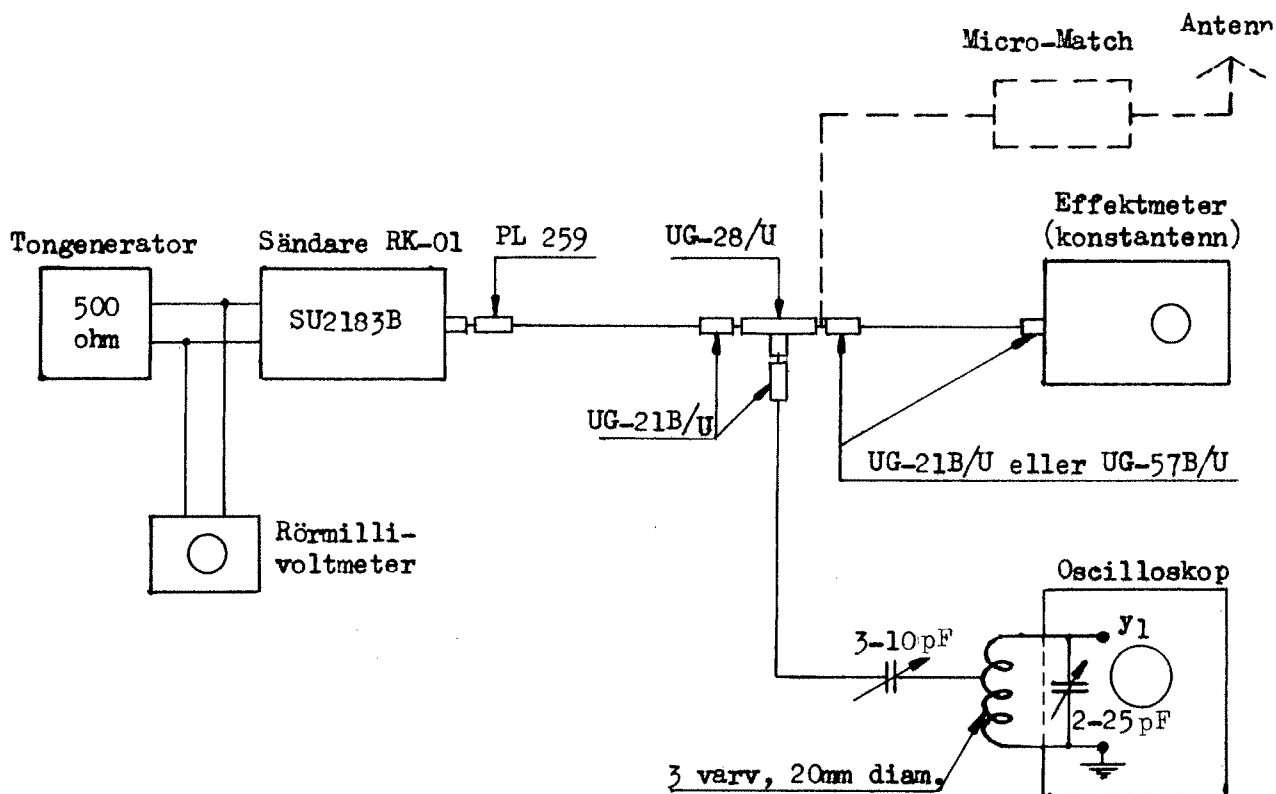 Micro-Match
Antenn
Effektmeter
(konstantenn)
Tongenerator
Sändare RK-01
PL 259
UG-28/U
500
ohm
SU2183B
UG-21B/U
UG-21B/U eller UG-57B/U
Rörmilli-
voltmeter
Oscilloskop
3-10pF
y1
2-25pF
3 varv, 20mm diam.